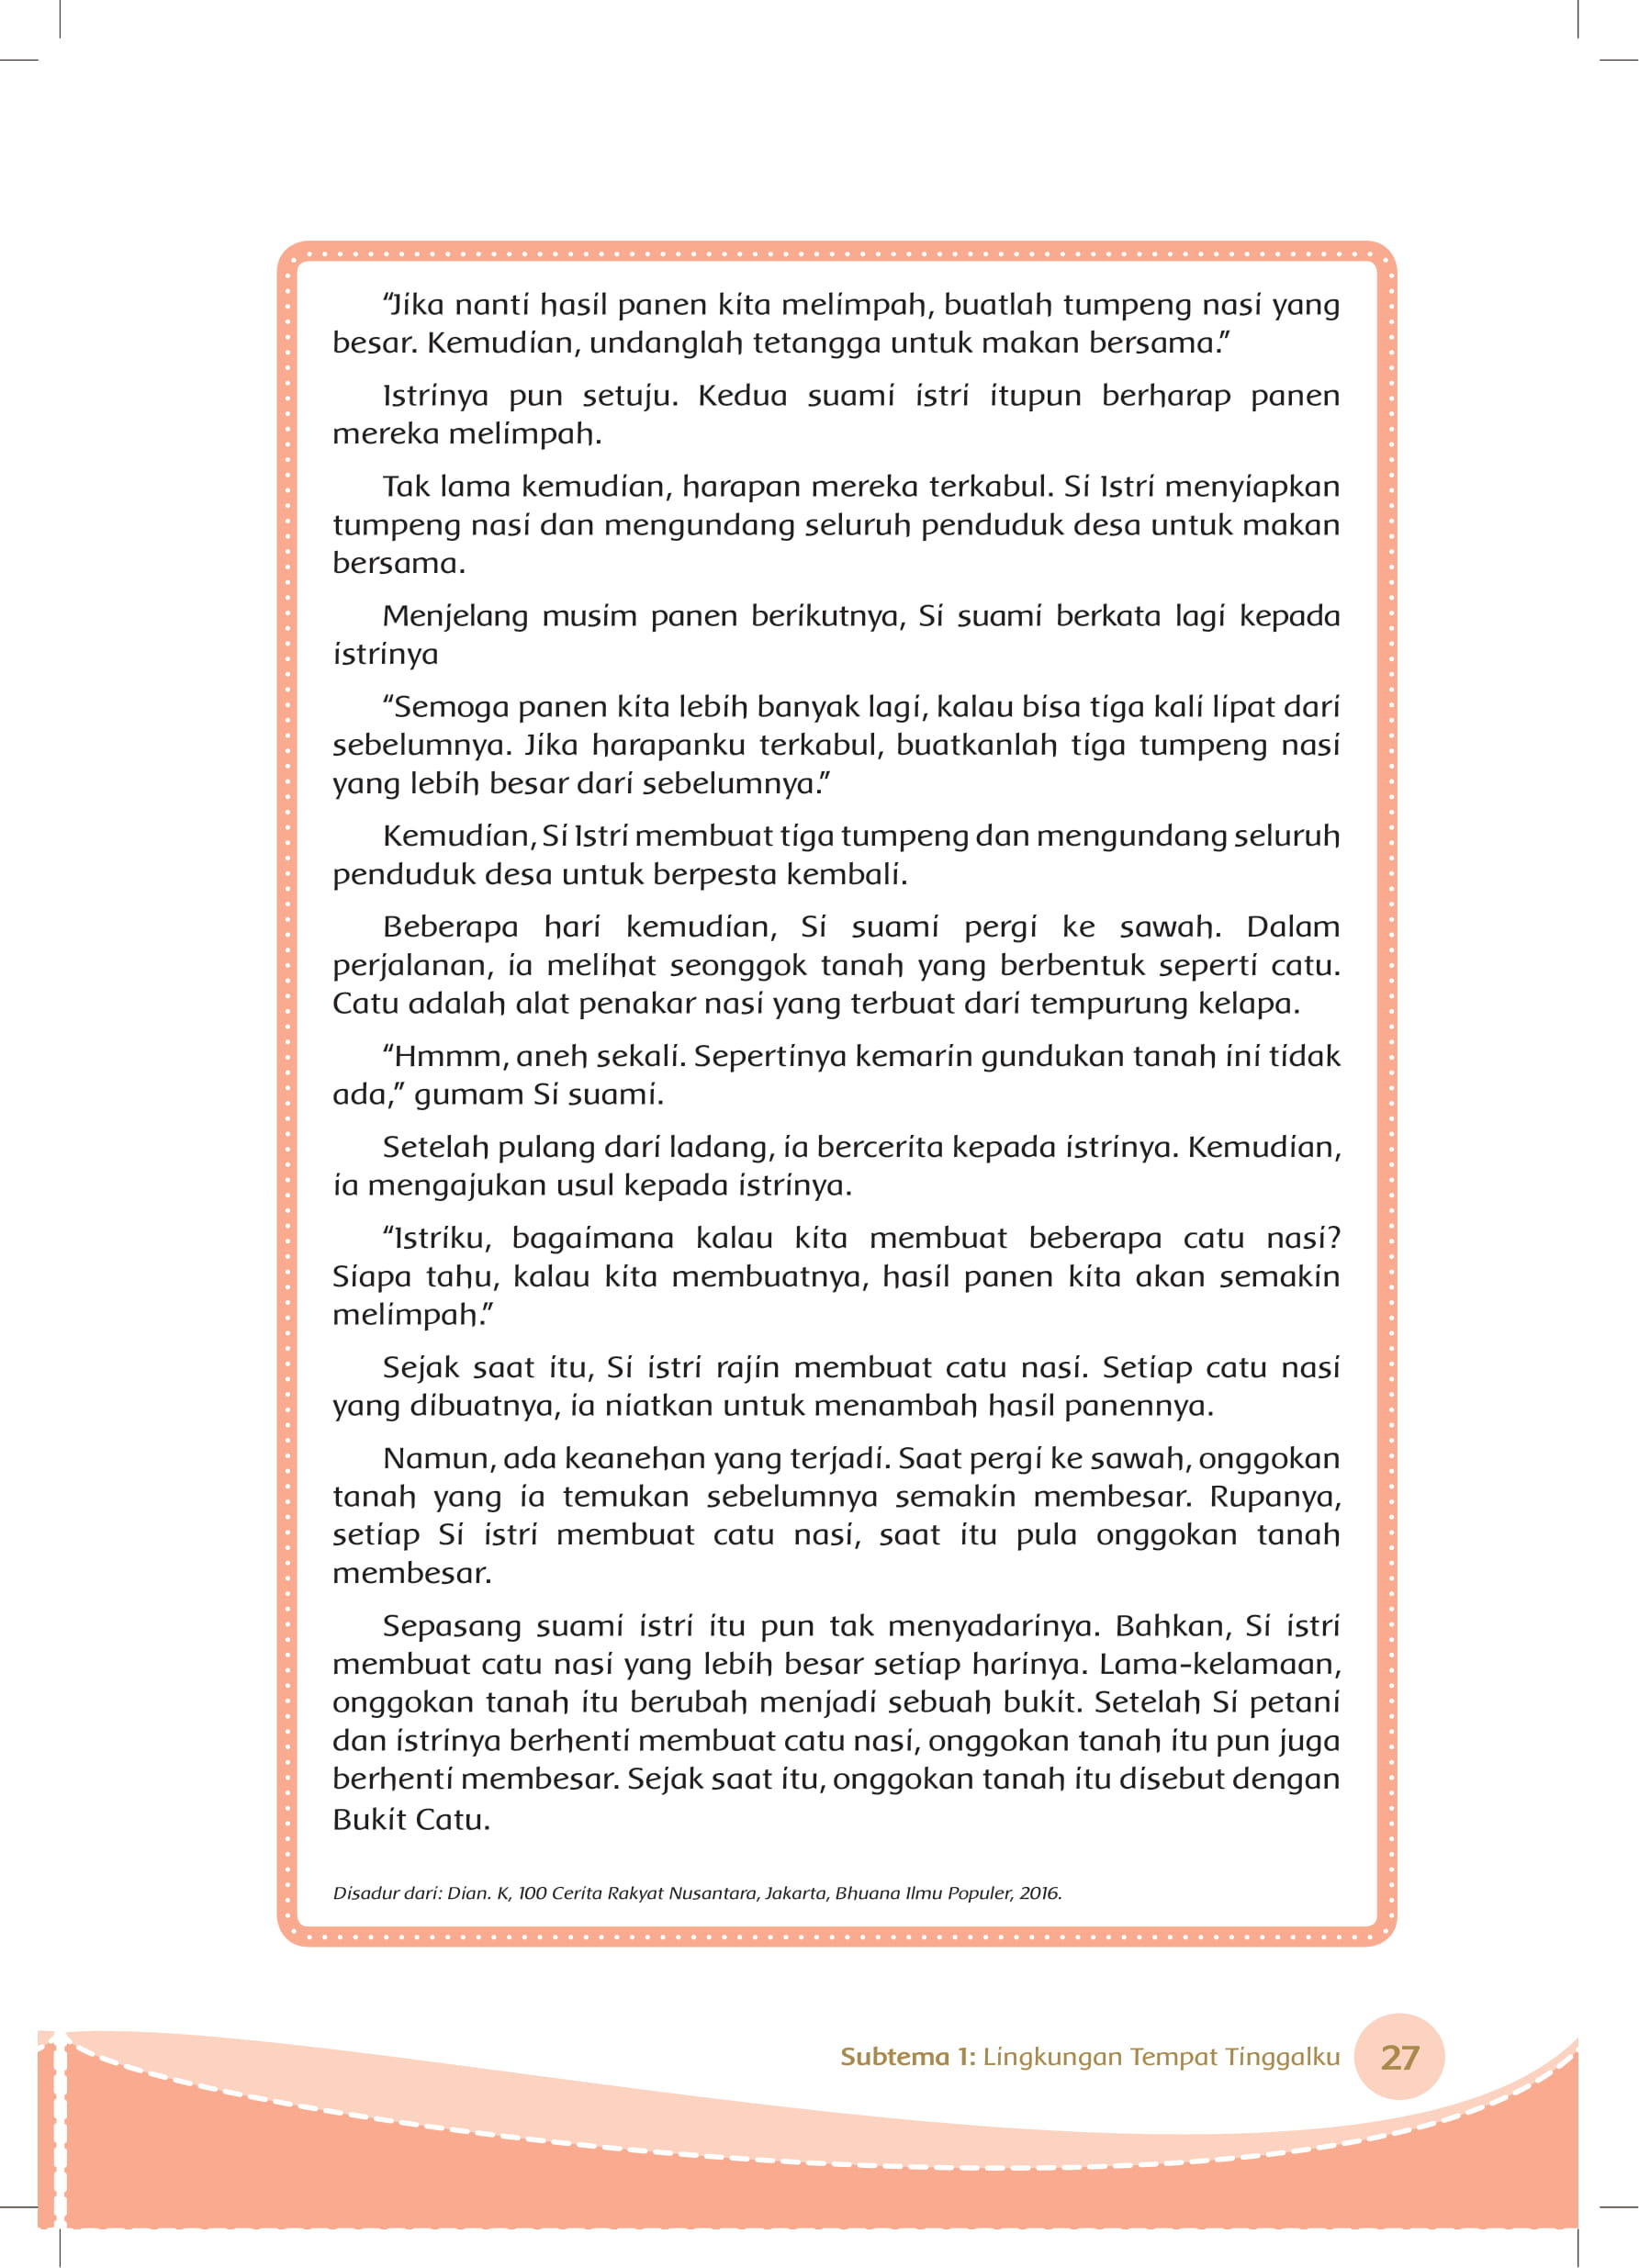 “Jika nanti hasil panen kita melimpah, buatlah tumpeng nasi yang
besar. Kemudian, undanglah tetangga untuk makan bersama.”
Istrinya pun setuju. Kedua suami istri itupun berharap panen
mereka melimpah.
Tak lama kemudian, harapan mereka terkabul. Si Istri menyiapkan
tumpeng nasi dan mengundang seluruh penduduk desa untuk makan
bersama.
Menjelang musim panen berikutnya, Si suami berkata lagi kepada
istrinya
“Semoga panen kita lebih banyak lagi, kalau bisa tiga kali lipat dari
sebelumnya. Jika harapanku terkabul, buatkanlah tiga tumpeng nasi
yang lebih besar dari sebelumnya.”
Kemudian, Si Istri membuat tiga tumpeng dan mengundang seluruh
penduduk desa untuk berpesta kembali.
Beberapa hari kemudian, Si suami pergi ke sawah. Dalam
perjalanan, ia melihat seonggok tanah yang berbentuk seperti catu.
Catu adalah alat penakar nasi yang terbuat dari tempurung kelapa.
“Hmmm, aneh sekali. Sepertinya kemarin gundukan tanah ini tidak
ada,” gumam Si suami.
Setelah pulang dari ladang, ia bercerita kepada istrinya. Kemudian,
ia mengajukan usul kepada istrinya.
“Istriku, bagaimana kalau kita membuat beberapa catu nasi?
Siapa tahu, kalau kita membuatnya, hasil panen kita akan semakin
melimpah.”
Sejak saat itu, Si istri rajin membuat catu nasi. Setiap catu nasi
yang dibuatnya, ia niatkan untuk menambah hasil panennya.
Namun, ada keanehan yang terjadi. Saat pergi ke sawah, onggokan
tanah yang ia temukan sebelumnya semakin membesar. Rupanya,
setiap Si istri membuat catu nasi, saat itu pula onggokan tanah
membesar.
Sepasang suami istri itu pun tak menyadarinya. Bahkan, Si istri
membuat catu nasi yang lebih besar setiap harinya. Lama-kelamaan,
onggokan tanah itu berubah menjadi sebuah bukit. Setelah Si petani
dan istrinya berhenti membuat catu nasi, onggokan tanah itu pun juga
berhenti membesar. Sejak saat itu, onggokan tanah itu disebut dengan
Bukit Catu.
Disadur dari: Dian. K, 100 Cerita Rakyat Nusantara, Jakarta, Bhuana Ilmu Populer, 2016.
Subtema 1: Lingkungan Tempat Tinggalku 27